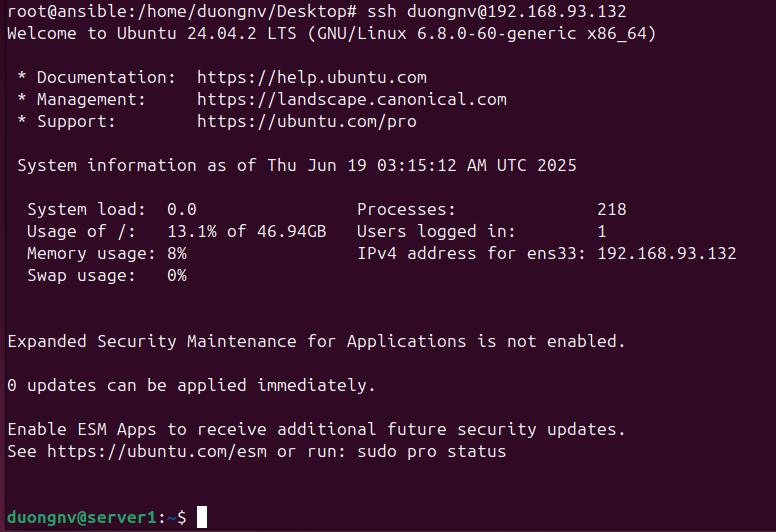 root@ansible:/home/duongnv/Desktop# ssh duongnv@192.168.93.132
Welcome to Ubuntu 24.04.2 LTS (GNU/Linux 6.8.0-60-generic x86_64)
* Documentation:  https://help.ubuntu.com
* Management:     https://landscape.canonical.com
* Support:        https://ubuntu.com/pro
System information as of Thu Jun 19 03:15:12 AM UTC 2025
System load:  0.0                Processes:              218
Usage of /:   13.1% of 46.94GB   Users logged in:        1
Memory usage: 8%                 IPv4 address for ens33: 192.168.93.132
Swap usage:   0%
Expanded Security Maintenance for Applications is not enabled.
0 updates can be applied immediately.
Enable ESM Apps to receive additional future security updates.
See https://ubuntu.com/esm or run: sudo pro status
duongnv@server1:~$